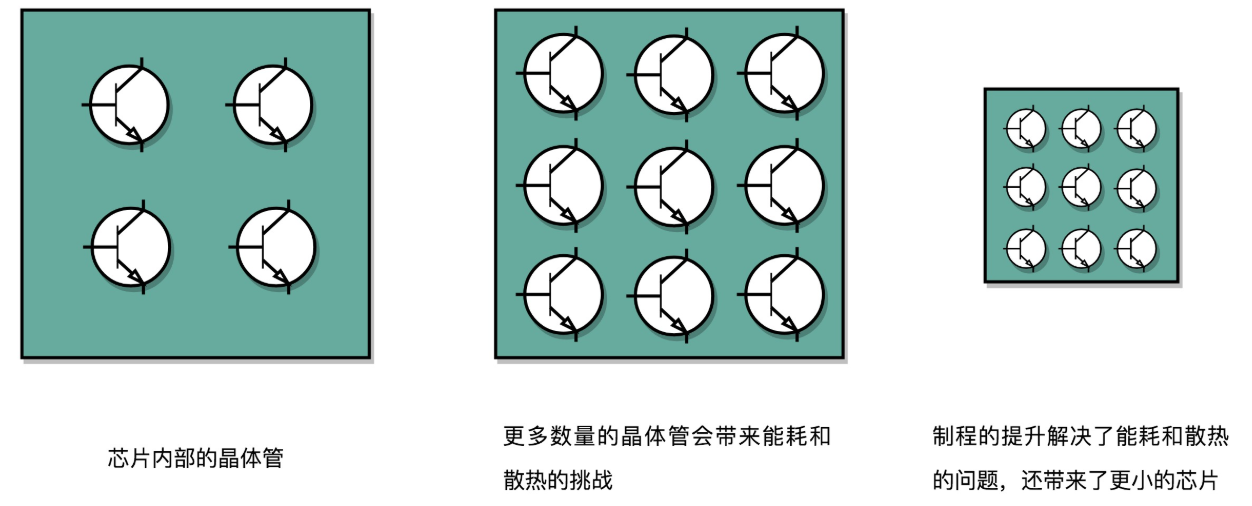 芯片内部的晶体管
更多数量的晶体管会带来能耗和
散热的挑战
制程的提升解决了能耗和散热
的问题，还带来了更小的芯片